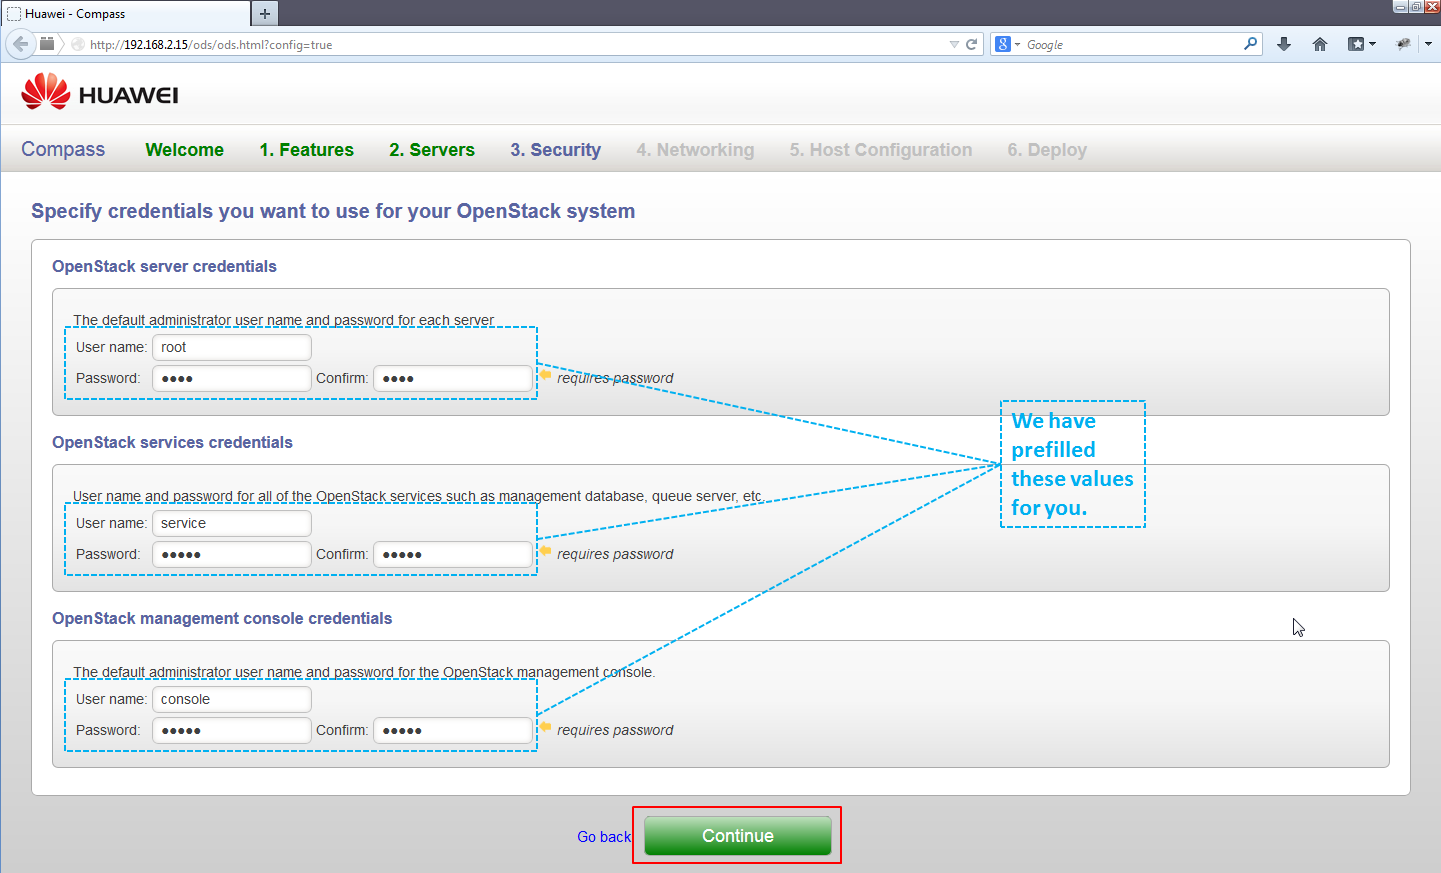 Huawei - Compass
http://192.168.2.15/ods/ods.html?config=true
Google
HUAWEI
Compass Welcome 1. Features 2. Servers 3. Security 4. Networking 5. Host Configuration 6. Deploy
Specify credentials you want to use for your OpenStack system
OpenStack server credentials
The default administrator user name and password for each server
User name: root
Password: •••• Confirm: •••• requires password
OpenStack services credentials
User name and password for all of the OpenStack services such as management database, queue server, etc.
User name: service
Password: ••••• Confirm: ••••• requires password
OpenStack management console credentials
The default administrator user name and password for the OpenStack management console.
User name: console
Password: ••••• Confirm: ••••• requires password
We have
prefilled
these values
for you.
Go back Continue